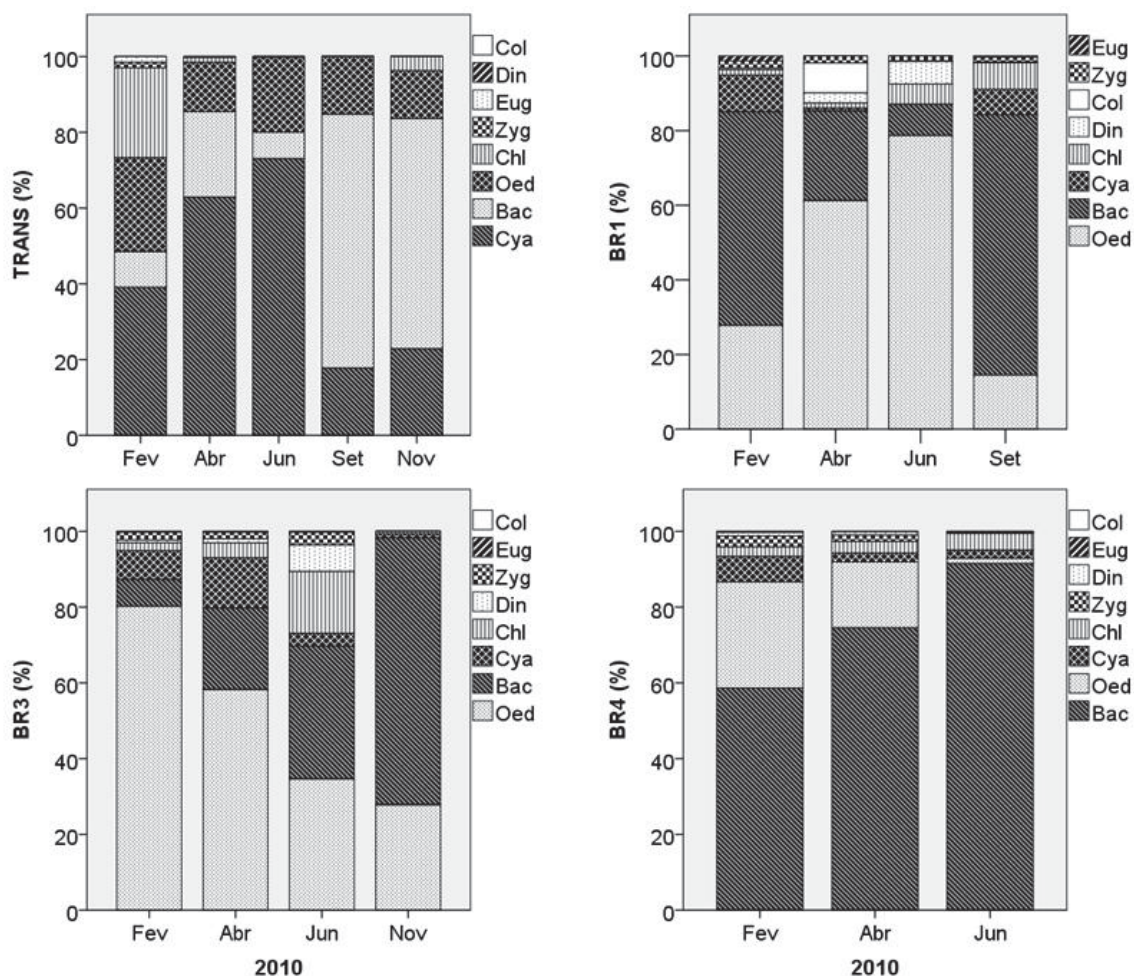 TRANS (%)
100
80
60
40
20
0
Fev Abr Jun Set Nov
Col
Din
Eug
Zyg
Chl
Oed
Bac
Cya
BR1 (%)
100
80
60
40
20
0
Fev Abr Jun Set
Eug
Zyg
Col
Din
Chl
Cya
Bac
Oed
BR3 (%)
100
80
60
40
20
0
Fev Abr Jun Nov
2010
Col
Eug
Zyg
Din
Chl
Cya
Bac
Oed
BR4 (%)
100
80
60
40
20
0
Fev Abr Jun
2010
Col
Eug
Din
Zyg
Chl
Cya
Oed
Bac